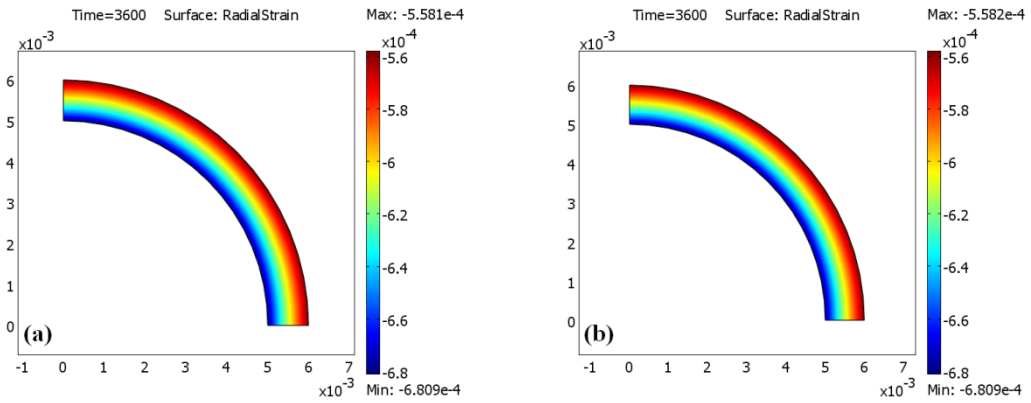 Time=3600 Surface: RadialStrain Max: -5.581e-4
x10^-3
x10^-4
-5.6
6
-5.8
5
4
-6
3
-6.2
2
-6.4
1
-6.6
0
(a)
-6.8
-1 0 1 2 3 4 5 6 7
x10^-3
Min: -6.809e-4
Time=3600 Surface: RadialStrain Max: -5.582e-4
x10^-3
x10^-4
-5.6
6
-5.8
5
4
-6
3
-6.2
2
-6.4
1
-6.6
0
(b)
-6.8
-1 0 1 2 3 4 5 6 7
x10^-3
Min: -6.809e-4